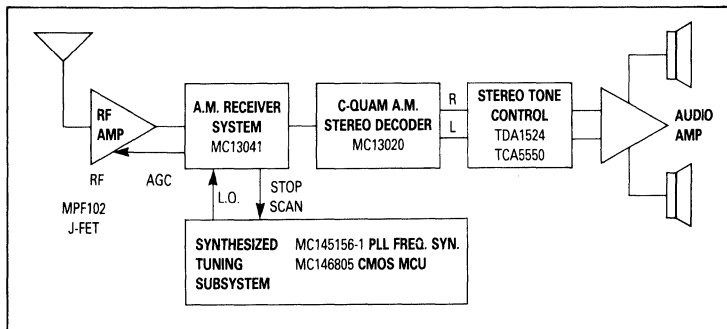 RF
AMP
RF
AGC
MPF102
J-FET
A.M. RECEIVER
SYSTEM
MC13041
L.O.
STOP
SCAN
C-QUAM A.M.
STEREO DECODER
MC13020
R
L
STEREO TONE
CONTROL
TDA1524
TCA5550
AUDIO
AMP
SYNTHESIZED MC145156-1 PLL FREQ. SYN.
TUNING MC146805 CMOS MCU
SUBSYSTEM